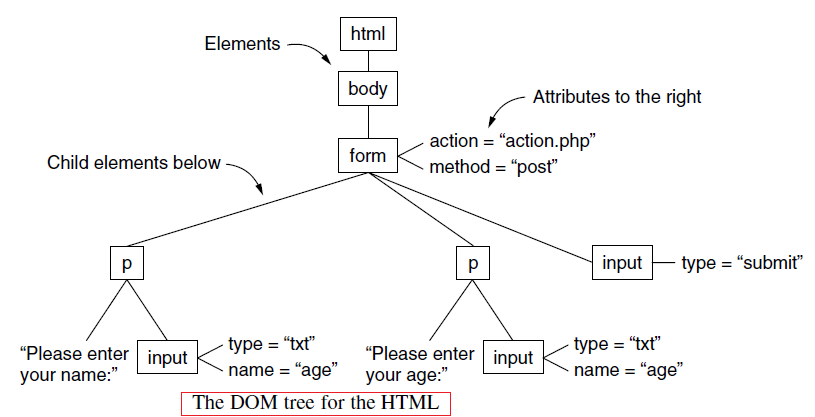 html
Elements
body
Attributes to the right
action = “action.php”
form
method = “post”
Child elements below
p
p
input
type = “submit”
“Please enter
your name:”
input
type = “txt”
name = “age”
“Please enter
your age:”
input
type = “txt”
name = “age”
The DOM tree for the HTML